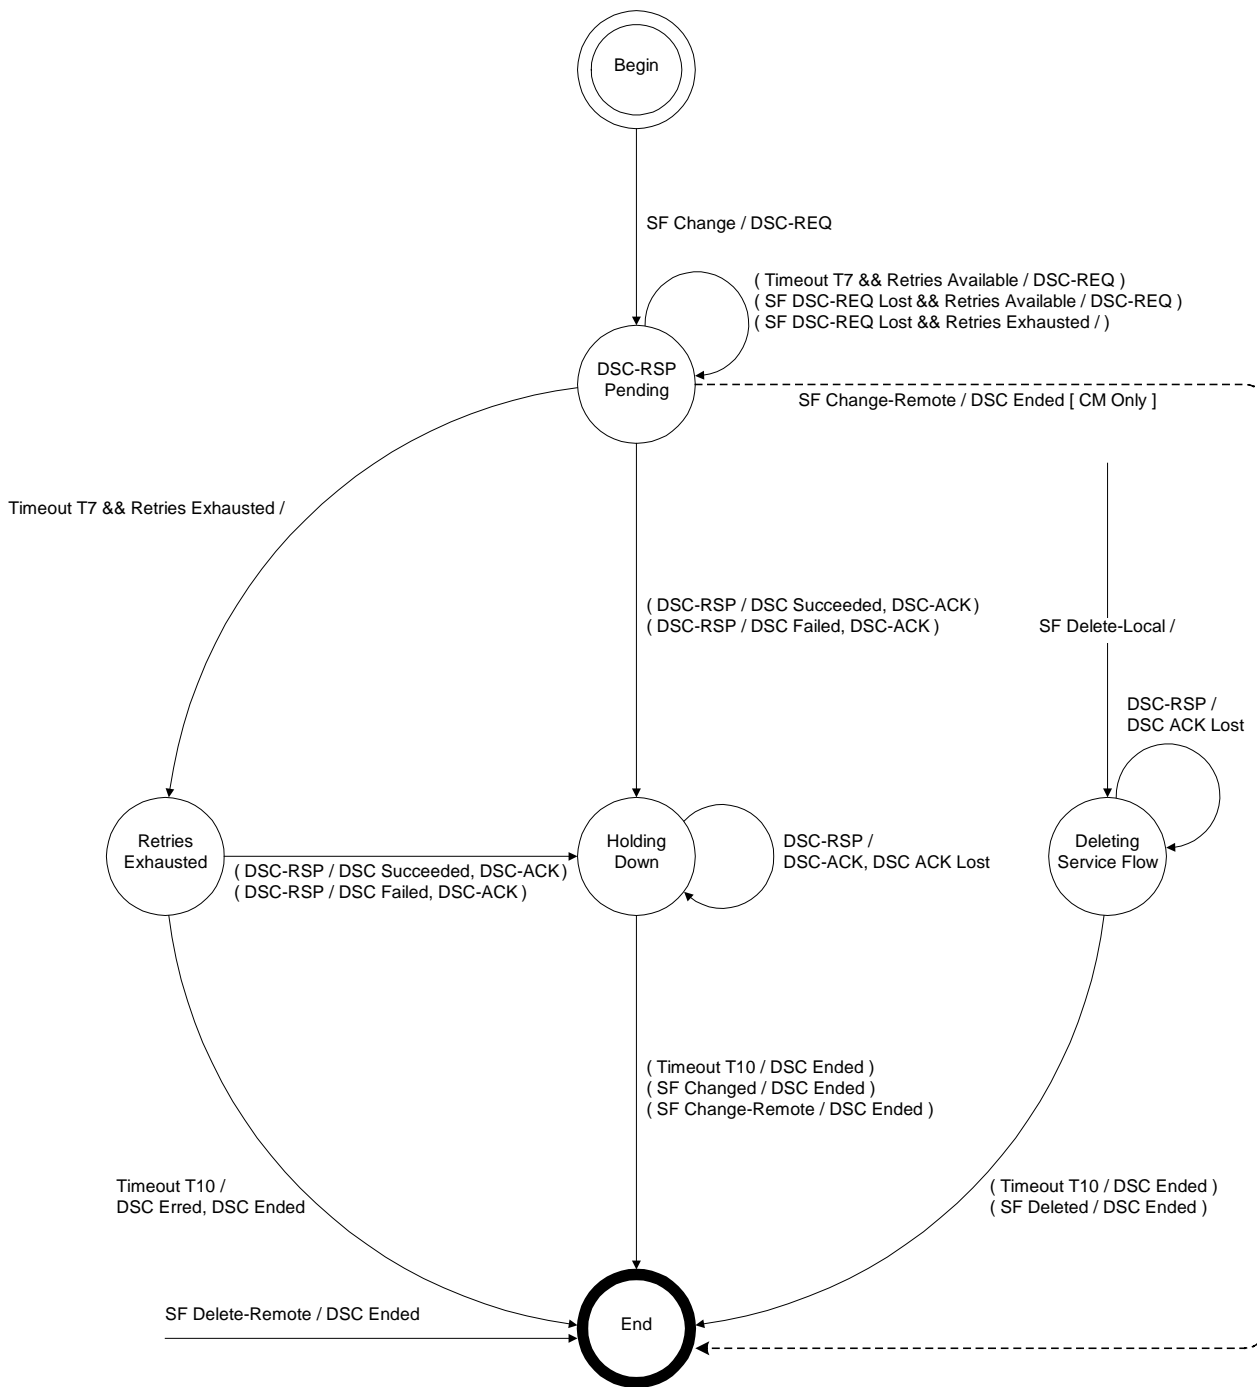 Begin
SF Change / DSC-REQ
( Timeout T7 && Retries Available / DSC-REQ )
( SF DSC-REQ Lost && Retries Available / DSC-REQ )
( SF DSC-REQ Lost && Retries Exhausted / )
DSC-RSP
Pending
SF Change-Remote / DSC Ended [ CM Only ]
Timeout T7 && Retries Exhausted /
( DSC-RSP / DSC Succeeded, DSC-ACK )
( DSC-RSP / DSC Failed, DSC-ACK )
SF Delete-Local /
DSC-RSP /
DSC ACK Lost
Retries
Exhausted
( DSC-RSP / DSC Succeeded, DSC-ACK )
( DSC-RSP / DSC Failed, DSC-ACK )
Holding
Down
DSC-RSP /
DSC-ACK, DSC ACK Lost
Deleting
Service Flow
( Timeout T10 / DSC Ended )
( SF Changed / DSC Ended )
( SF Change-Remote / DSC Ended )
Timeout T10 /
DSC Erred, DSC Ended
( Timeout T10 / DSC Ended )
( SF Deleted / DSC Ended )
SF Delete-Remote / DSC Ended
End